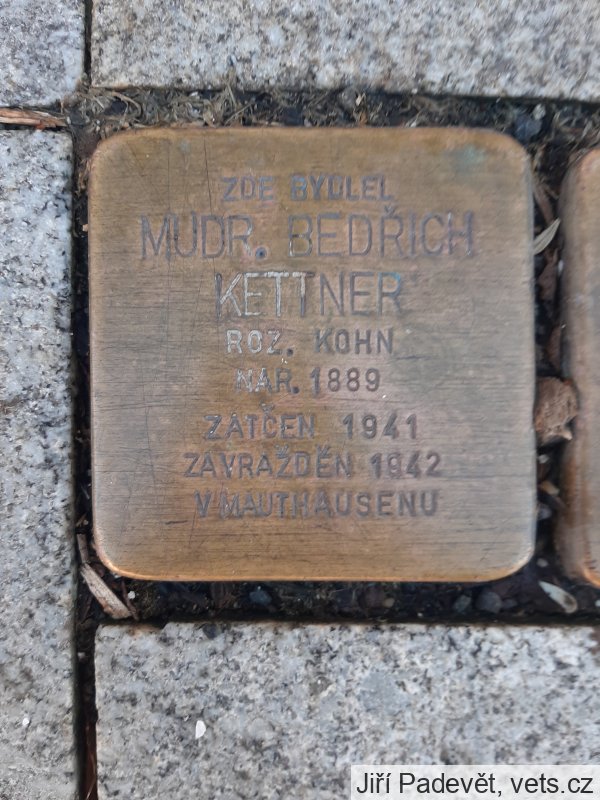 ZDE BYDLEL
MUDR. BEDŘICH
KETTNER
ROZ. KOHN
NAR. 1889
ZATČEN 1941
ZAVRAŽDĚN 1942
V MAUTHAUSENU
Jiří Padevět, vets.cz